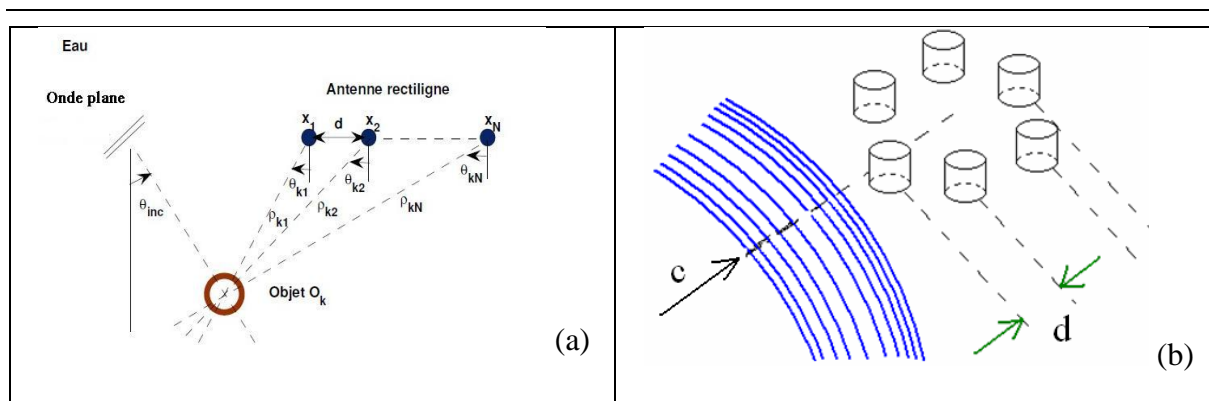 Eau
Onde plane
Antenne rectiligne
x1 d x2 xN
θk1 θk2 θkN
θinc
ρk1 ρk2 ρkN
Objet Ok
(a)
c
d
(b)